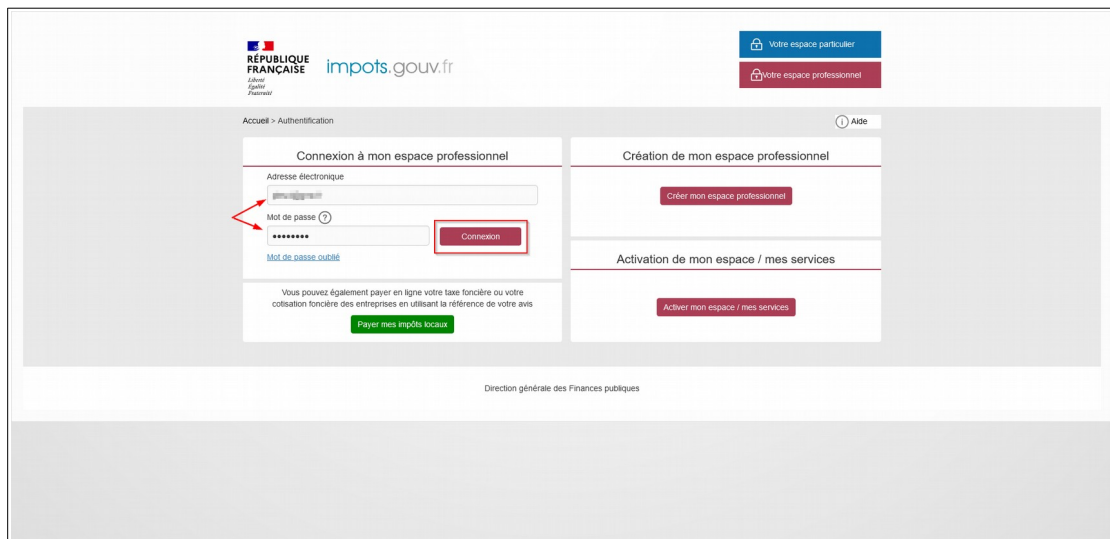 Votre espace particulier
RÉPUBLIQUE
FRANÇAISE
Liberté
Égalité
Fraternité
impots.gouv.fr
Votre espace professionnel
Accueil > Authentification
Aide
Connexion à mon espace professionnel
Adresse électronique
Mot de passe ?
••••••••
Connexion
Mot de passe oublié
Vous pouvez également payer en ligne votre taxe foncière ou votre
cotisation foncière des entreprises en utilisant la référence de votre avis
Payer mes impôts locaux
Création de mon espace professionnel
Créer mon espace professionnel
Activation de mon espace / mes services
Activer mon espace / mes services
Direction générale des Finances publiques